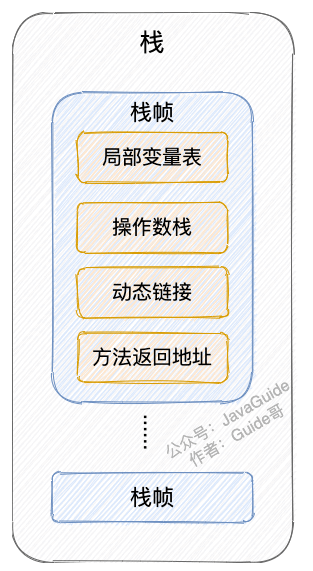 栈
栈帧
局部变量表
操作数栈
动态链接
方法返回地址
......
公众号：JavaGuide
作者：Guide哥
栈帧